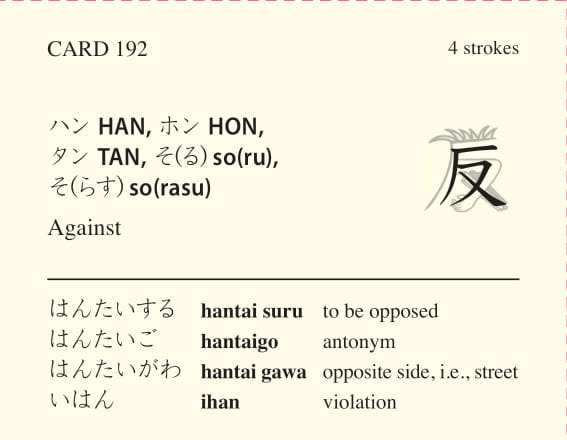 CARD 192
4 strokes
ハン HAN, ホン HON,
タン TAN, そ(る) so(ru),
そ(らす) so(rasu)
反
Against
はんたいする hantai suru to be opposed
はんたいご hantaigo antonym
はんたいがわ hantai gawa opposite side, i.e., street
いはん ihan violation